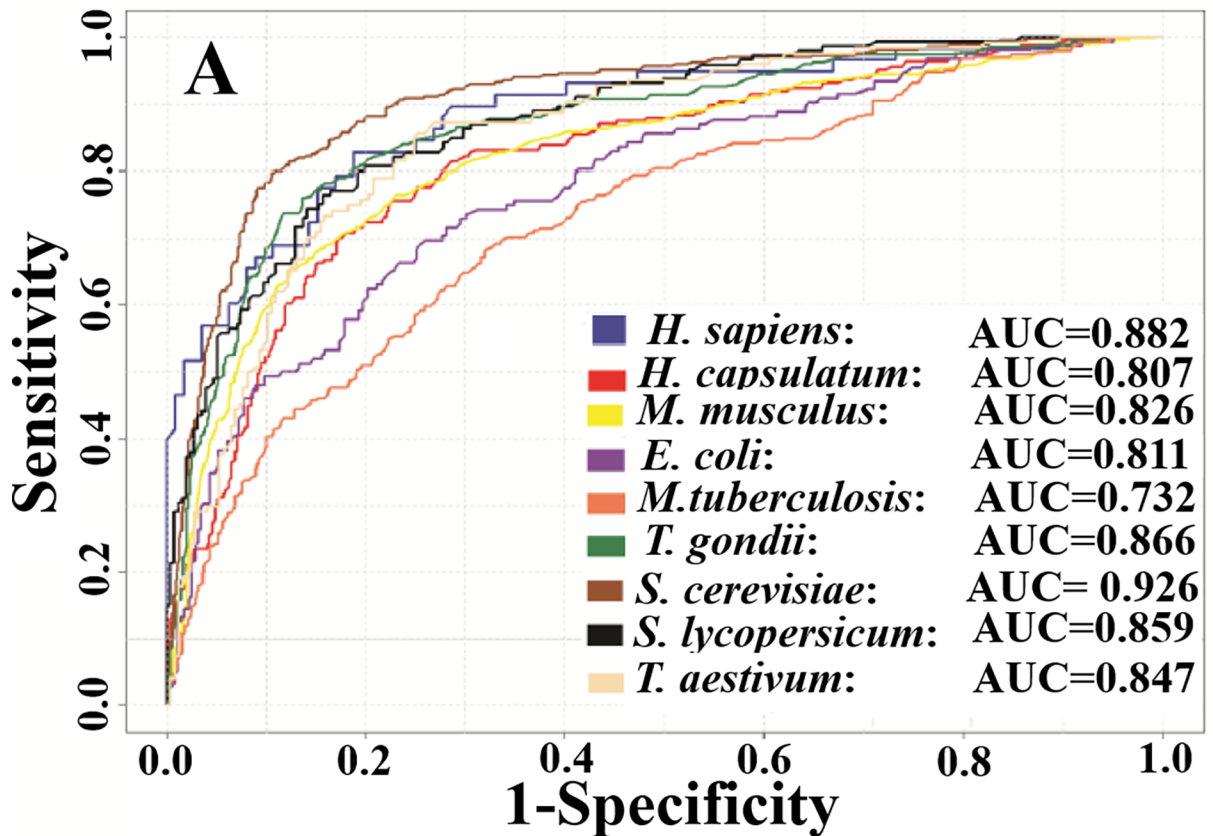 A
Sensitivity
1.0
0.8
0.6
0.4
0.2
0.0
H. sapiens: AUC=0.882
H. capsulatum: AUC=0.807
M. musculus: AUC=0.826
E. coli: AUC=0.811
M.tuberculosis: AUC=0.732
T. gondii: AUC=0.866
S. cerevisiae: AUC= 0.926
S. lycopersicum: AUC=0.859
T. aestivum: AUC=0.847
0.0 0.2 0.4 0.6 0.8 1.0
1-Specificity